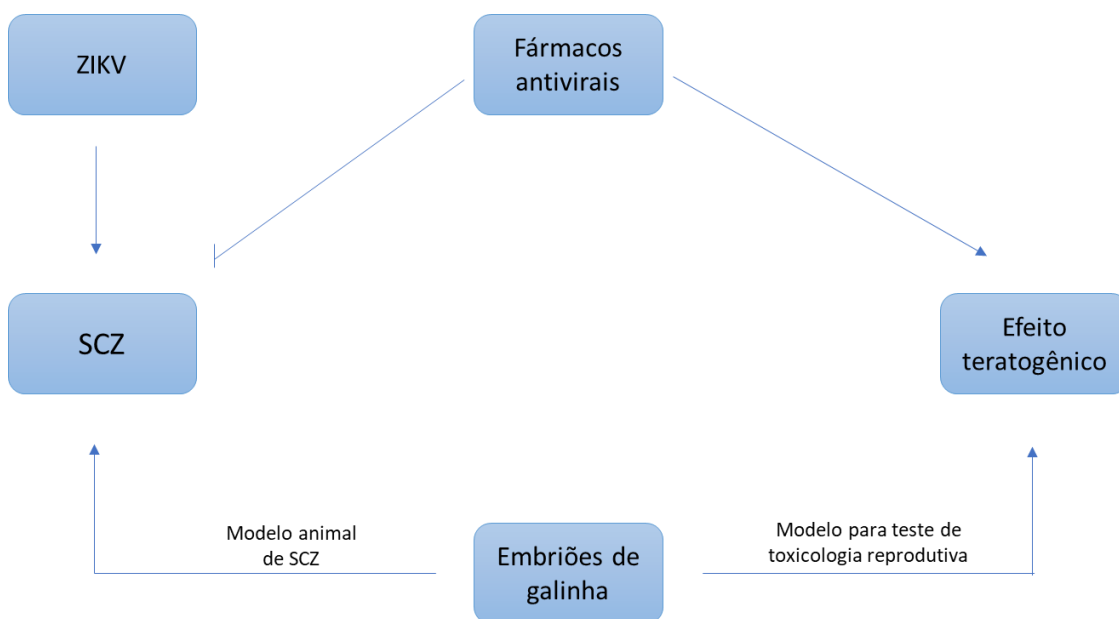 ZIKV
Fármacos
antivirais
SCZ
Efeito
teratogênico
Modelo animal
de SCZ
Embriões de
galinha
Modelo para teste de
toxicologia reprodutiva